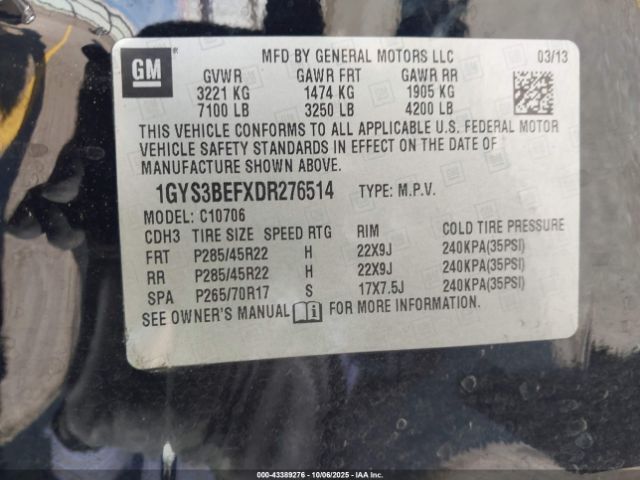 GM
MFD BY GENERAL MOTORS LLC 03/13
GVWR GAWR FRT GAWR RR
3221 KG 1474 KG 1905 KG
7100 LB 3250 LB 4200 LB
THIS VEHICLE CONFORMS TO ALL APPLICABLE U.S. FEDERAL MOTOR
VEHICLE SAFETY STANDARDS IN EFFECT ON THE DATE OF
MANUFACTURE SHOWN ABOVE.
1GYS3BEFXDR276514 TYPE: M.P.V.
MODEL: C10706
CDH3 TIRE SIZE SPEED RTG RIM COLD TIRE PRESSURE
FRT P285/45R22 H 22X9J 240KPA(35PSI)
RR P285/45R22 H 22X9J 240KPA(35PSI)
SPA P265/70R17 S 17X7.5J 240KPA(35PSI)
SEE OWNER'S MANUAL i FOR MORE INFORMATION.
OPO - 43389276 - 10/06/2025 - IAAI.COM